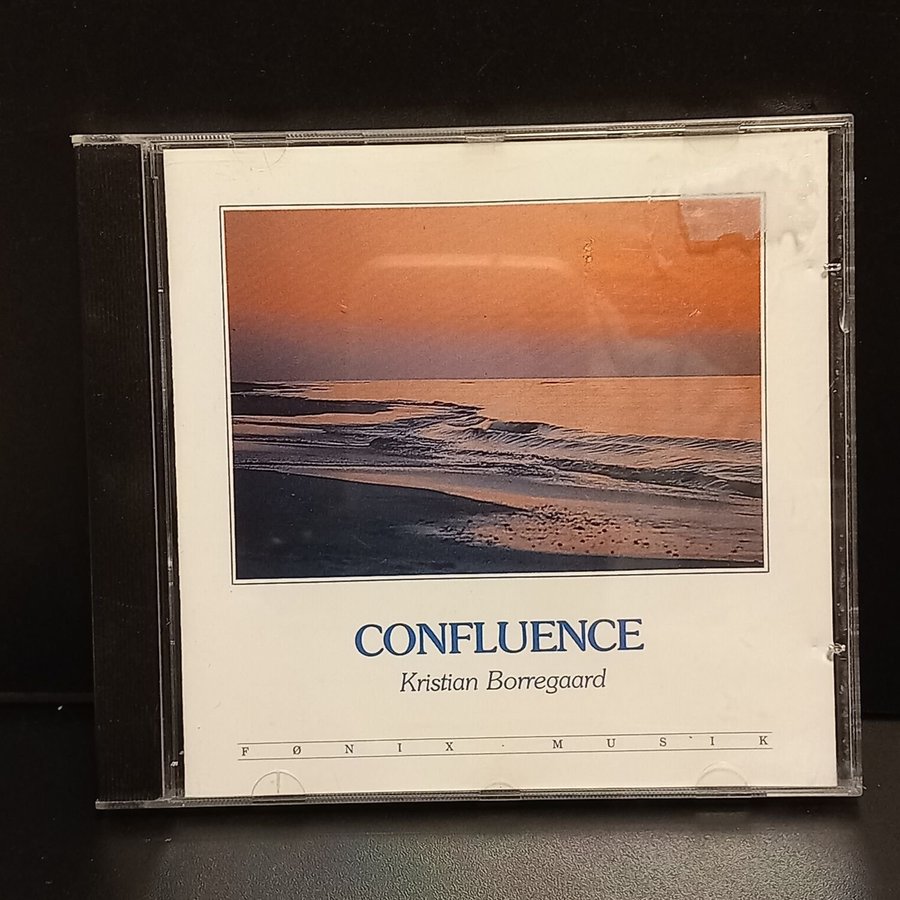 CONFLUENCE
Kristian Borregaard
FØNIX · MUSIK